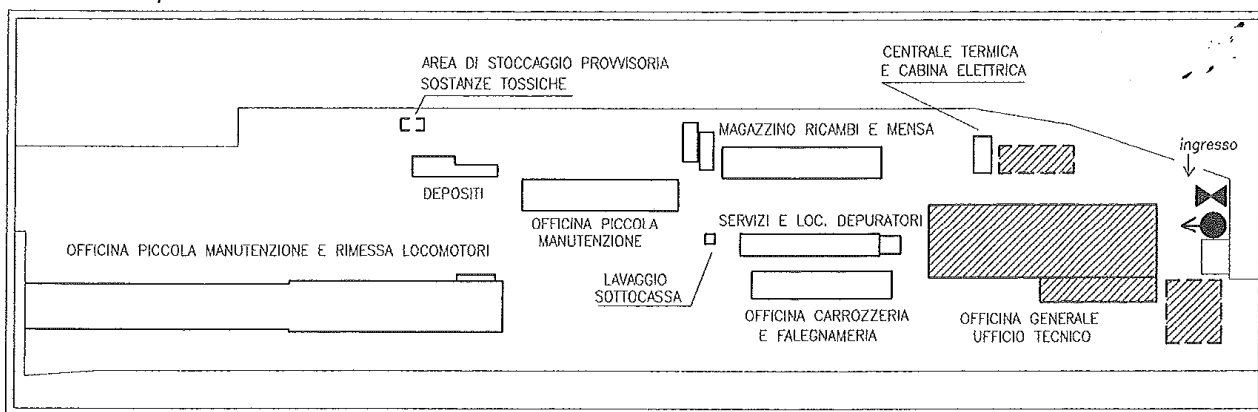 AREA DI STOCCAGGIO PROVVISORIA
SOSTANZE TOSSICHE
CENTRALE TERMICA
E CABINA ELETTRICA
MAGAZZINO RICAMBI E MENSA
ingresso
DEPOSITI
OFFICINA PICCOLA
MANUTENZIONE
SERVIZI E LOC. DEPURATORI
OFFICINA PICCOLA MANUTENZIONE E RIMESSA LOCOMOTORI
LAVAGGIO
SOTTOCASSA
OFFICINA CARROZZERIA
E FALEGNAMERIA
OFFICINA GENERALE
UFFICIO TECNICO